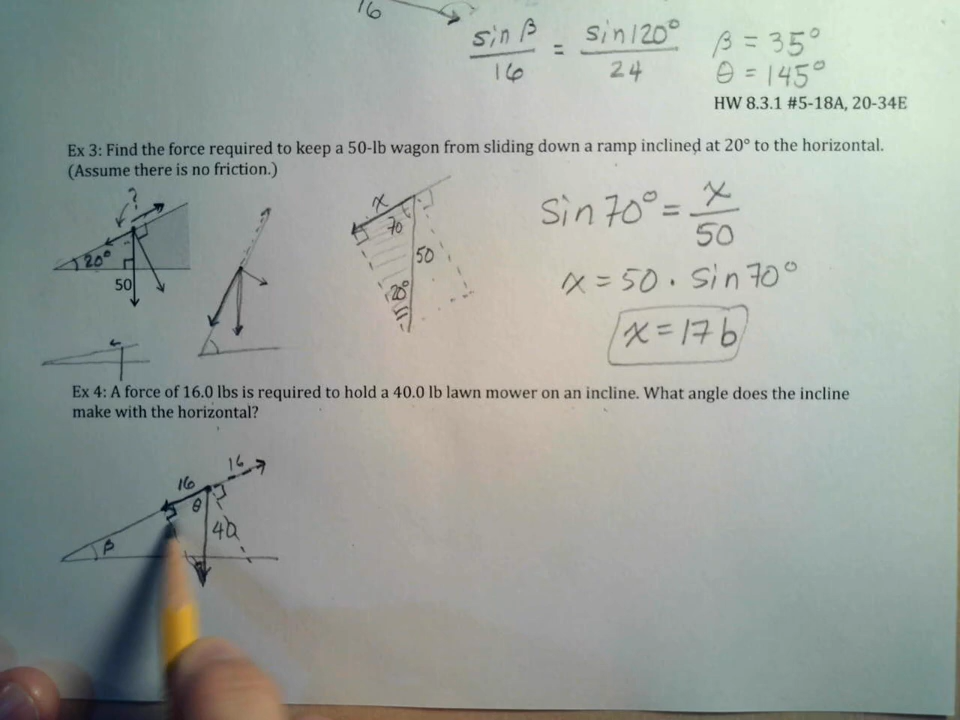 16
sin β / 16 = sin 120° / 24
β = 35°
θ = 145°
HW 8.3.1 #5-18A, 20-34E
Ex 3: Find the force required to keep a 50-lb wagon from sliding down a ramp inclined at 20° to the horizontal.
(Assume there is no friction.)
?
20°
50
x
70
50
20°
sin 70° = x / 50
x = 50 · sin 70°
x = 17 b
Ex 4: A force of 16.0 lbs is required to hold a 40.0 lb lawn mower on an incline. What angle does the incline
make with the horizontal?
16
16
θ
40
β